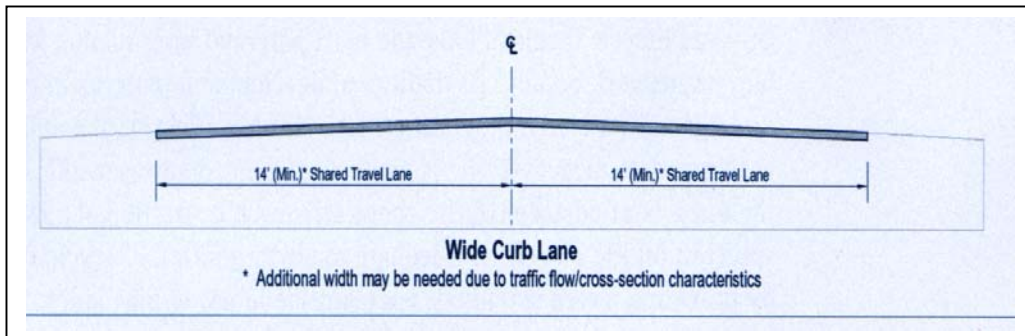 ℄
14' (Min.)* Shared Travel Lane 14' (Min.)* Shared Travel Lane
Wide Curb Lane
* Additional width may be needed due to traffic flow/cross-section characteristics